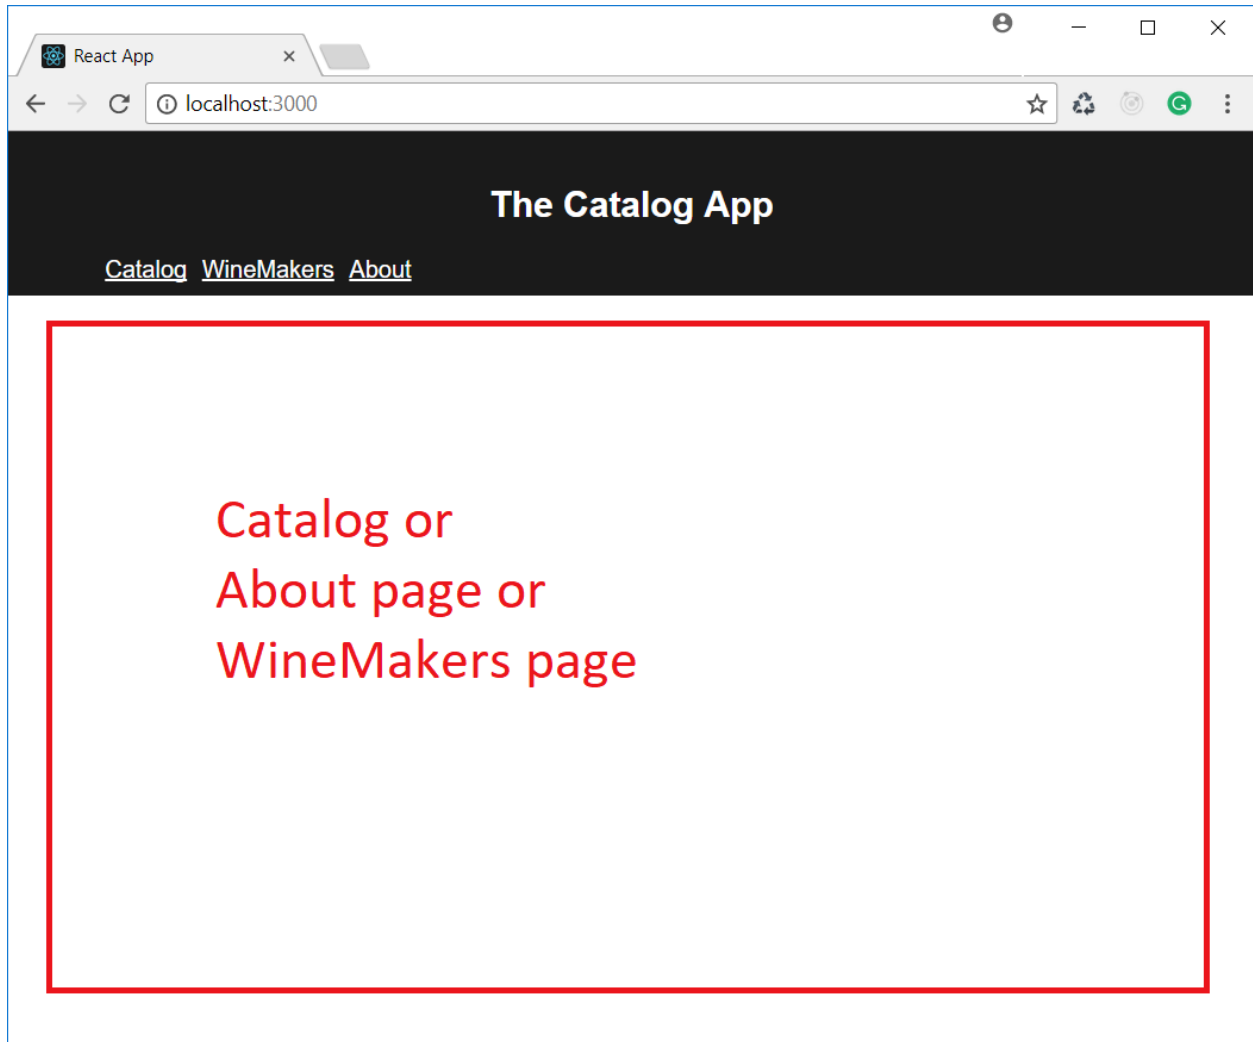 React App
localhost:3000
The Catalog App
Catalog WineMakers About
Catalog or
About page or
WineMakers page